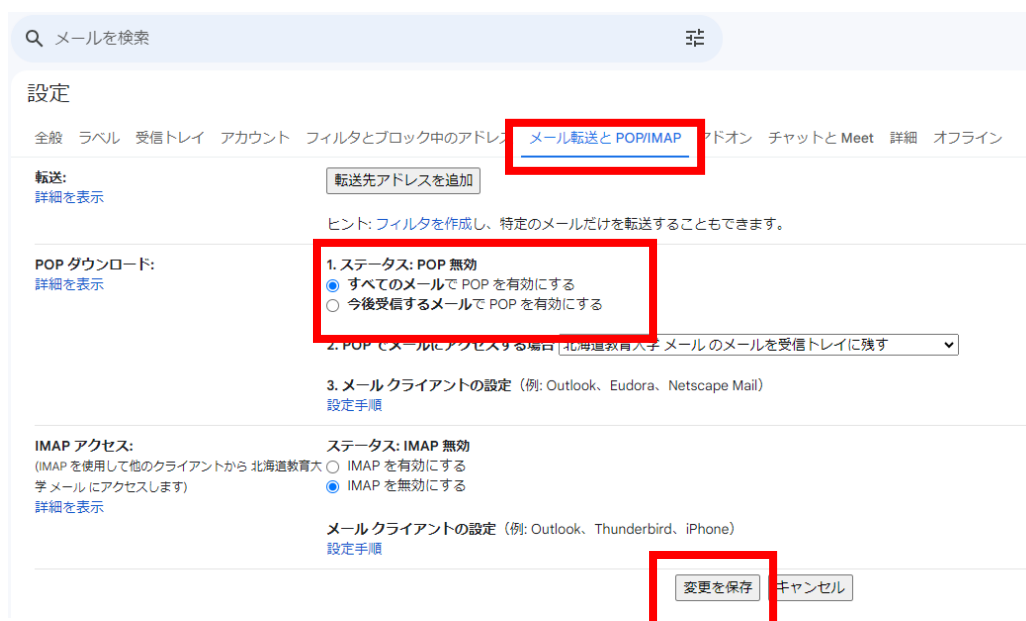 メールを検索
設定
全般 ラベル 受信トレイ アカウント フィルタとブロック中のアドレス メール転送と POP/IMAP アドオン チャットと Meet 詳細 オフライン
転送:
詳細を表示
転送先アドレスを追加
ヒント: フィルタを作成し、特定のメールだけを転送することもできます。
POP ダウンロード:
詳細を表示
1. ステータス: POP 無効
すべてのメールで POP を有効にする
今後受信するメールで POP を有効にする
2. POP でメールにアクセスする場合 北海道教育大学 メール のメールを受信トレイに残す
3. メール クライアントの設定（例: Outlook、Eudora、Netscape Mail）
設定手順
IMAP アクセス:
(IMAP を使用して他のクライアントから 北海道教育大
学 メール にアクセスします)
詳細を表示
ステータス: IMAP 無効
IMAP を有効にする
IMAP を無効にする
メール クライアントの設定（例: Outlook、Thunderbird、iPhone）
設定手順
変更を保存 キャンセル